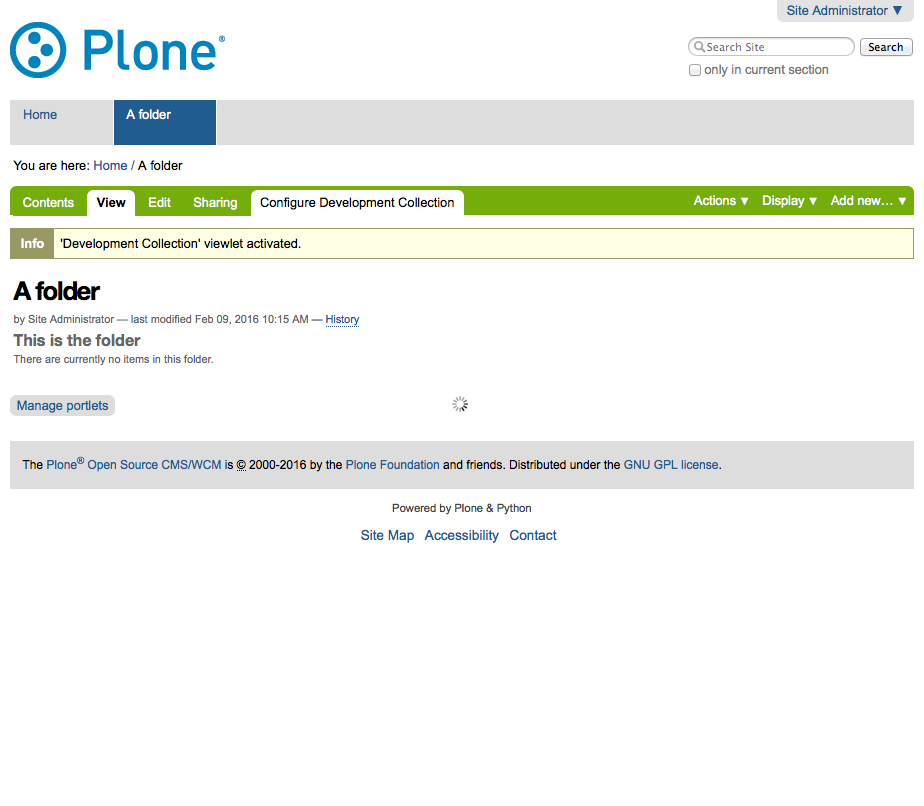 Site Administrator ▼
Plone®
Search Site
Search
only in current section
Home
A folder
You are here: Home / A folder
Contents View Edit Sharing Configure Development Collection Actions ▼ Display ▼ Add new… ▼
Info 'Development Collection' viewlet activated.
A folder
by Site Administrator — last modified Feb 09, 2016 10:15 AM — History
This is the folder
There are currently no items in this folder.
Manage portlets
The Plone® Open Source CMS/WCM is © 2000-2016 by the Plone Foundation and friends. Distributed under the GNU GPL license.
Powered by Plone & Python
Site Map Accessibility Contact